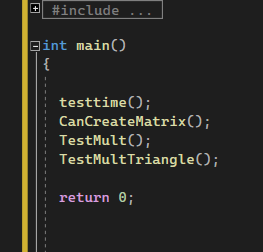 #include ...
int main()
{
testtime();
CanCreateMatrix();
TestMult();
TestMultTriangle();
return 0;